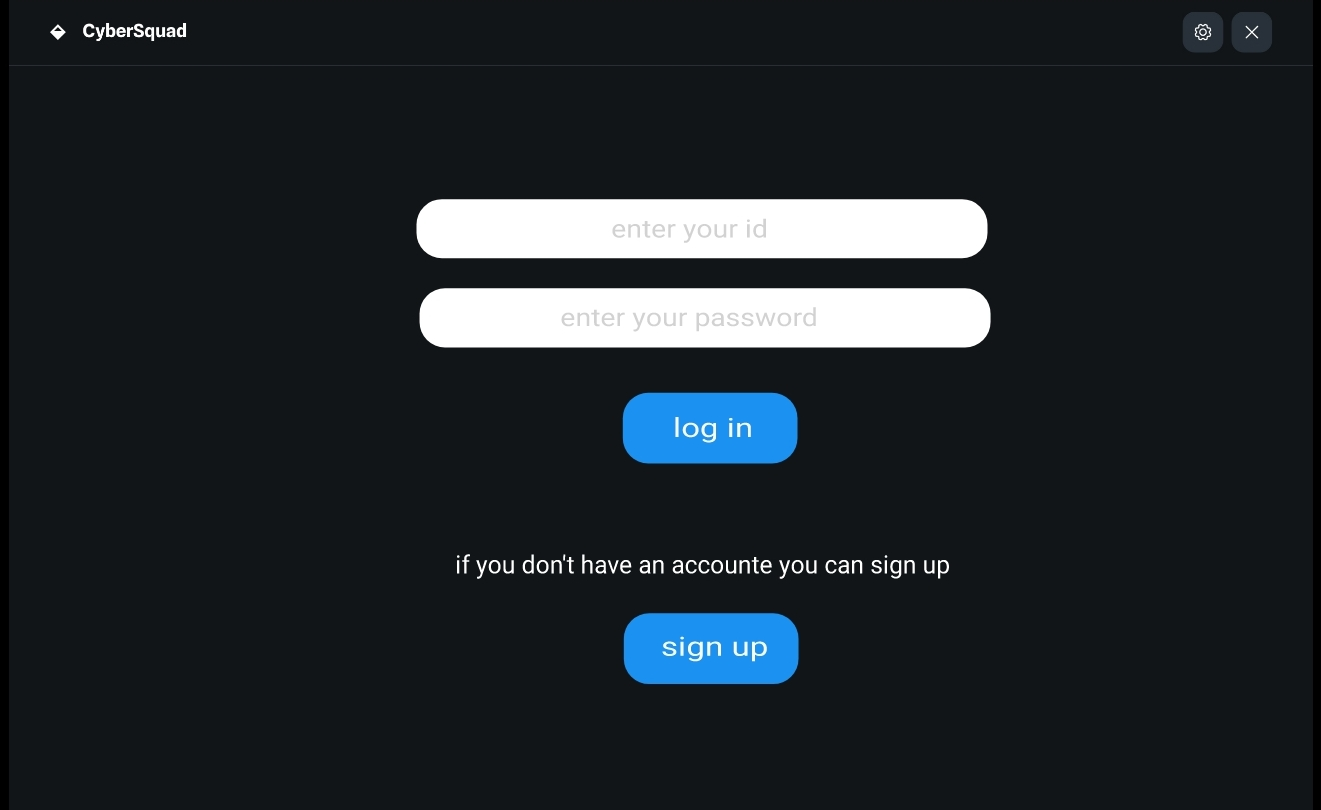 CyberSquad
enter your id
enter your password
log in
if you don't have an accounte you can sign up
sign up